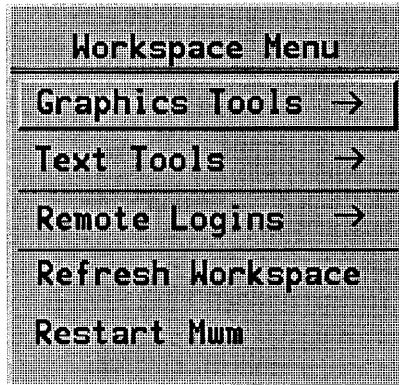 Workspace Menu
Graphics Tools →
Text Tools →
Remote Logins →
Refresh Workspace
Restart Mwm